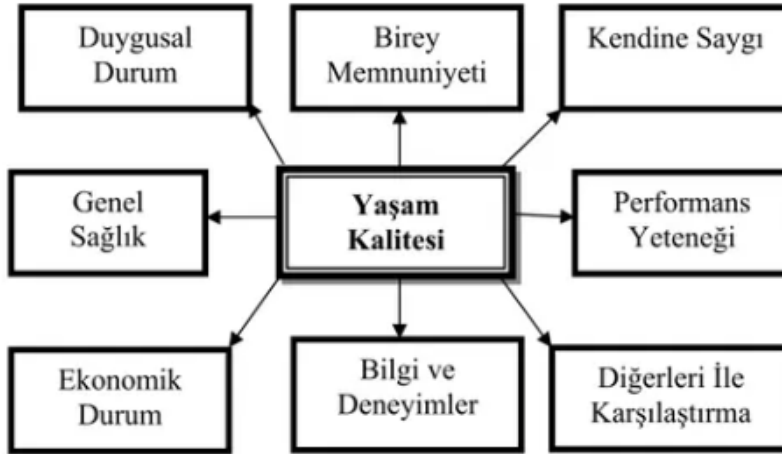 Duygusal
Durum
Birey
Memnuniyeti
Kendine Saygı
Genel
Sağlık
Yaşam
Kalitesi
Performans
Yeteneği
Ekonomik
Durum
Bilgi ve
Deneyimler
Diğerleri İle
Karşılaştırma